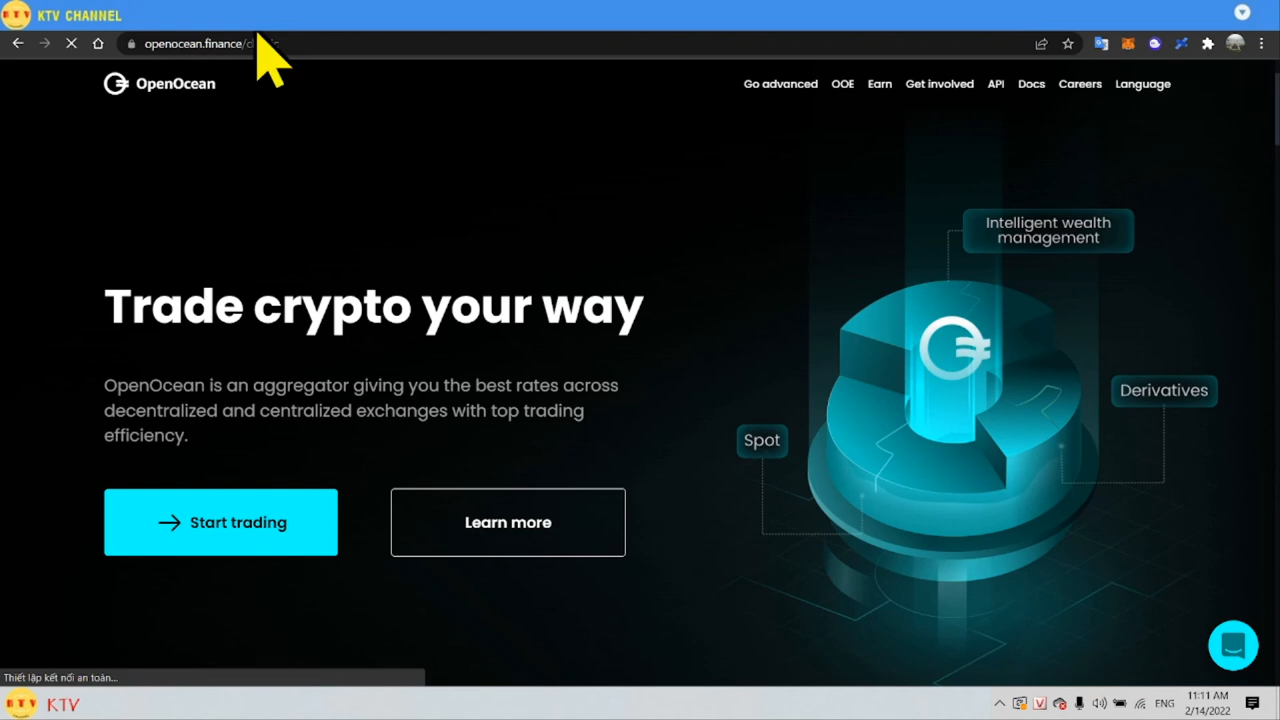 KTV CHANNEL
openocean.finance/
OpenOcean
Go advanced OOE Earn Get involved API Docs Careers Language
Intelligent wealth
management
Trade crypto your way
Derivatives
OpenOcean is an aggregator giving you the best rates across
decentralized and centralized exchanges with top trading
efficiency.
Spot
Start trading
Learn more
Thiết lập kết nối an toàn...
KTV KTV
ENG
11:11 AM
2/14/2022